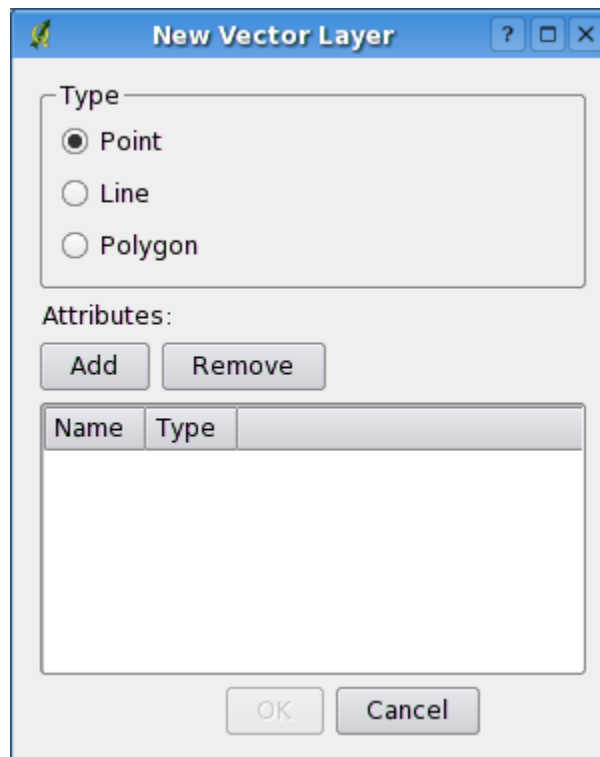 New Vector Layer ?
Type
Point
Line
Polygon
Attributes:
Add Remove
Name Type
OK Cancel